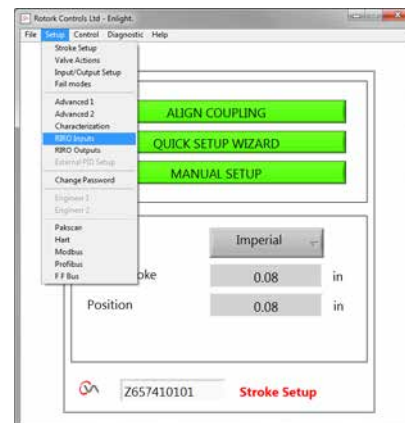 Rotork Controls Ltd - Enlight.
File Setup Control Diagnostic Help
Stroke Setup
Valve Actions
Input/Output Setup
Fail modes
Advanced 1
Advanced 2
Characterization
RIRO Inputs
RIRO Outputs
External PID Setup
Change Password
Engineer 1
Engineer 2
Pakscan
Hart
Modbus
Profibus
F F Bus
ALIGN COUPLING
QUICK SETUP WIZARD
MANUAL SETUP
Imperial
oke 0.08 in
Position 0.08 in
Z657410101 Stroke Setup